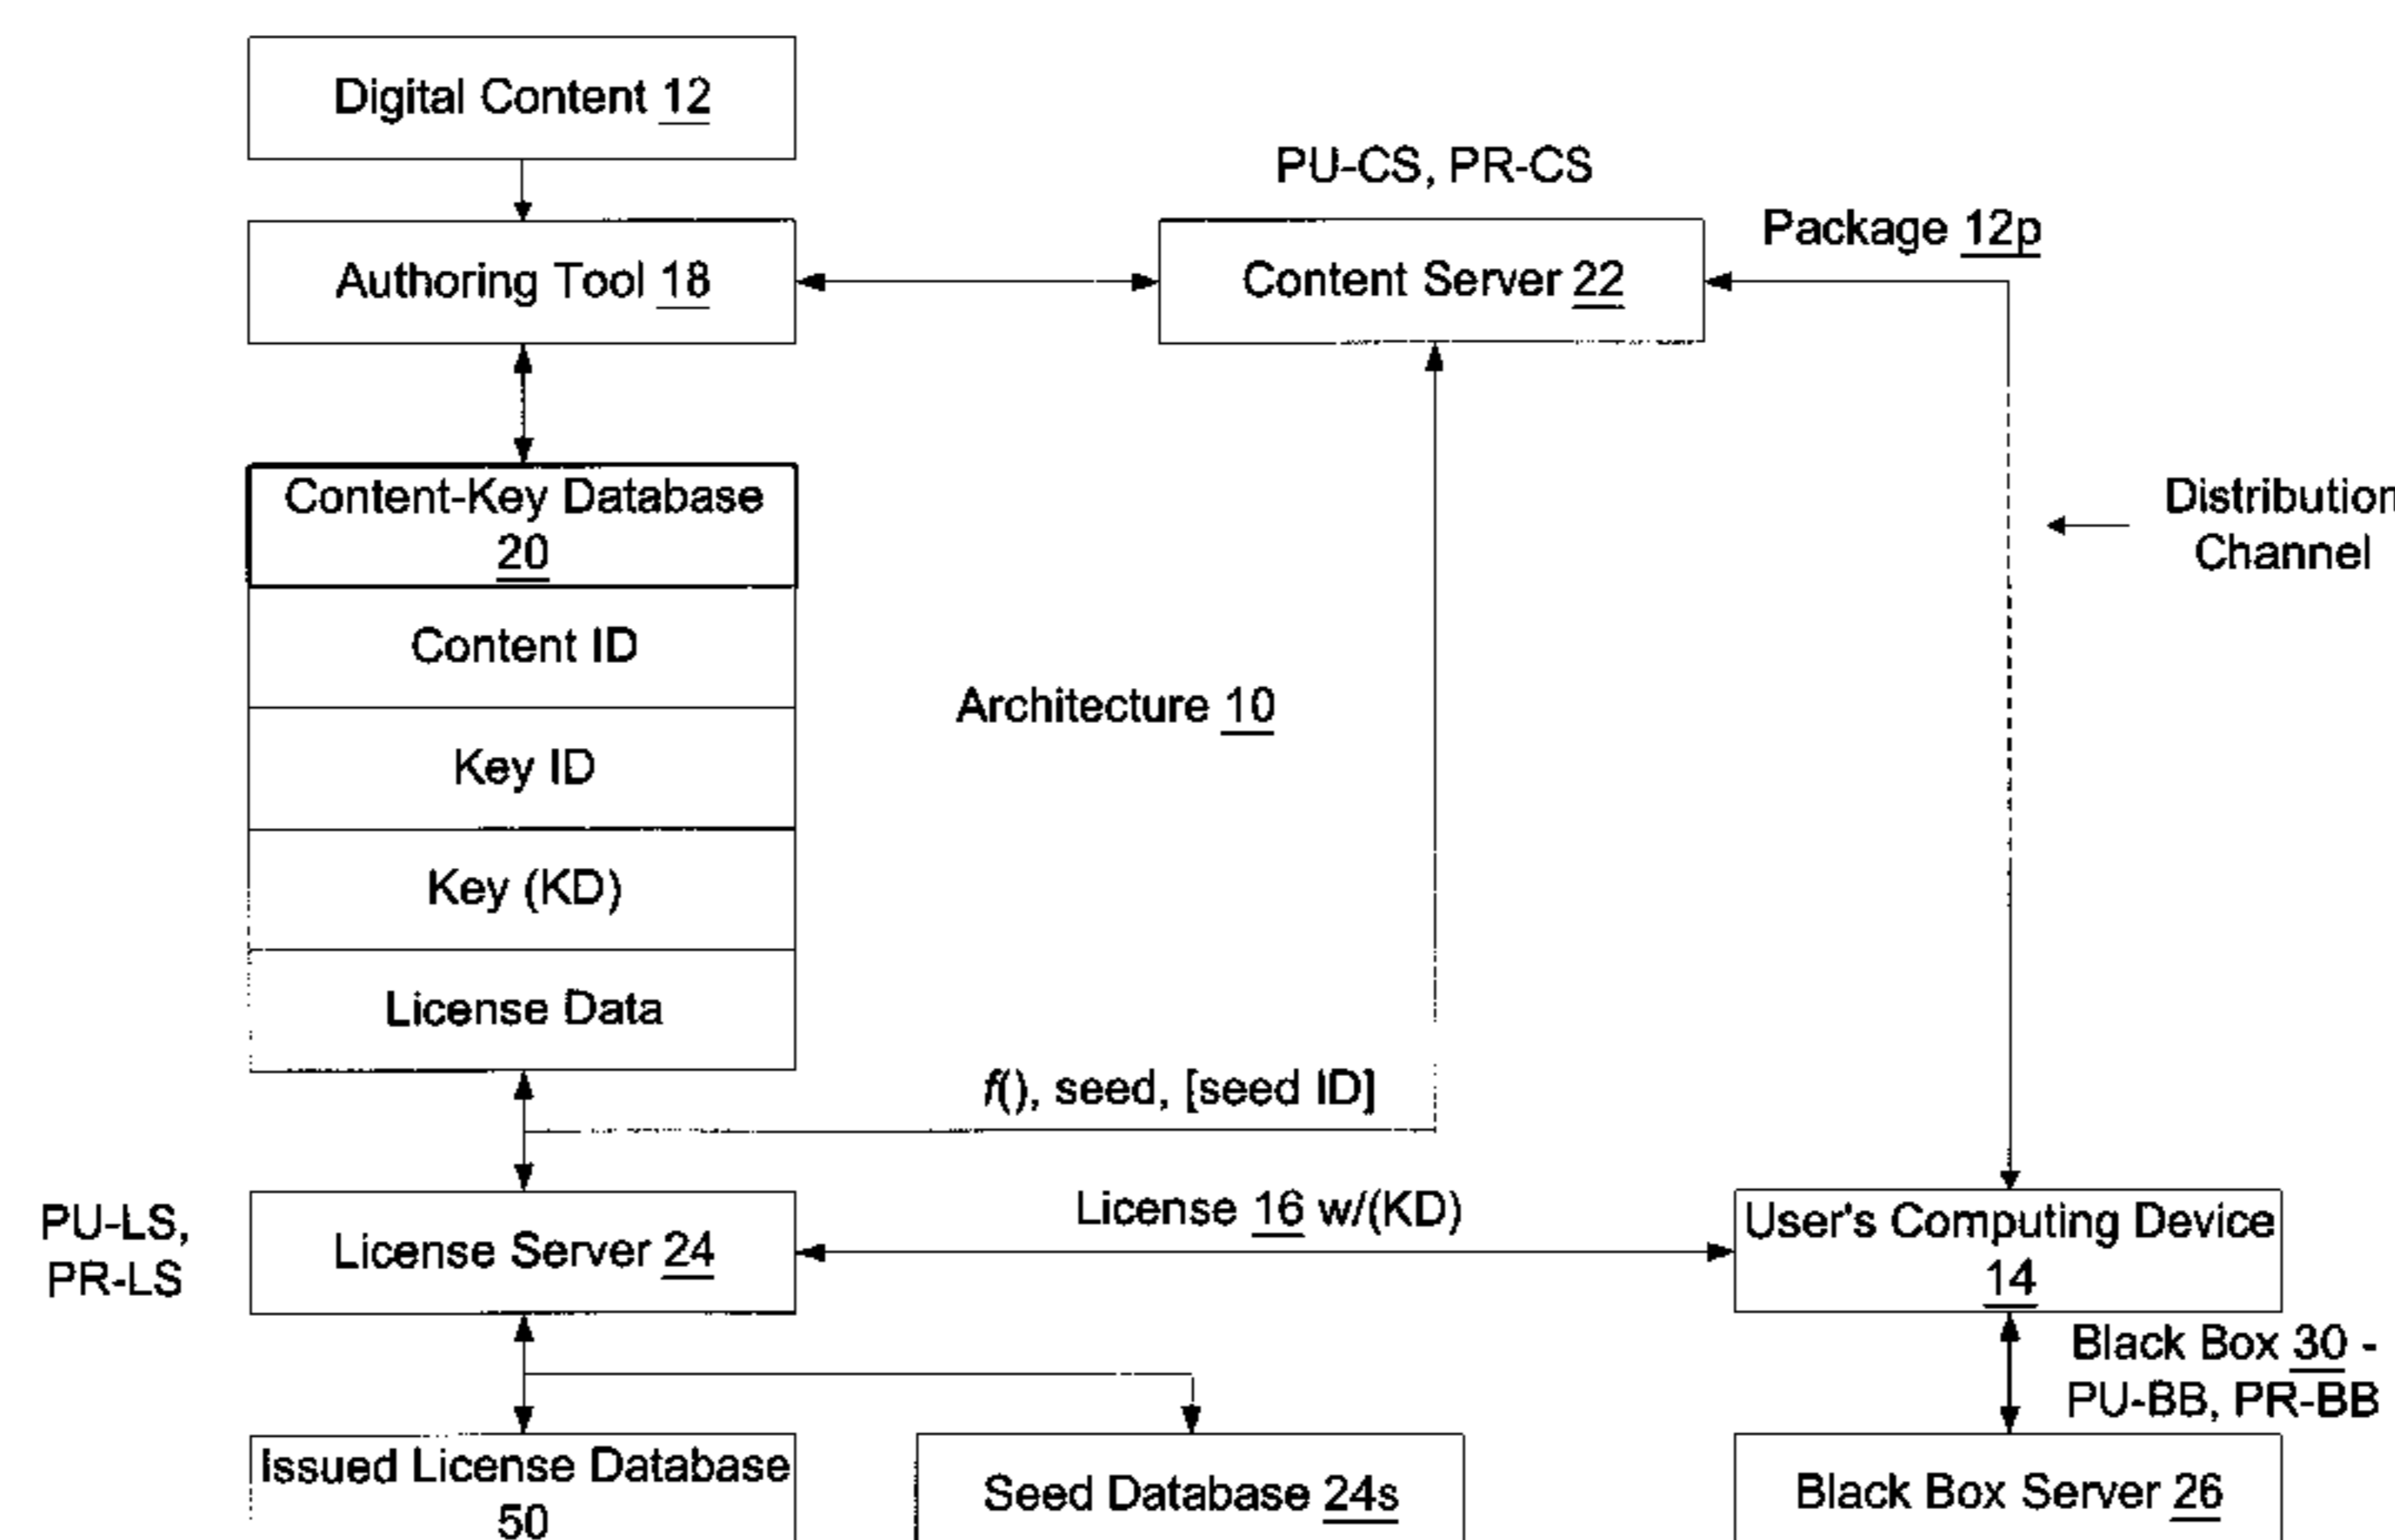 Digital Content 12
PU-CS, PR-CS
Package 12p
Authoring Tool 18
Content Server 22
Content-Key Database
20
Distribution
Channel
Content ID
Architecture 10
Key ID
Key (KD)
License Data
f(), seed, [seed ID]
PU-LS,
PR-LS
License Server 24
License 16 w/(KD)
User's Computing Device
14
Black Box 30 -
PU-BB, PR-BB
Issued License Database
50
Seed Database 24s
Black Box Server 26